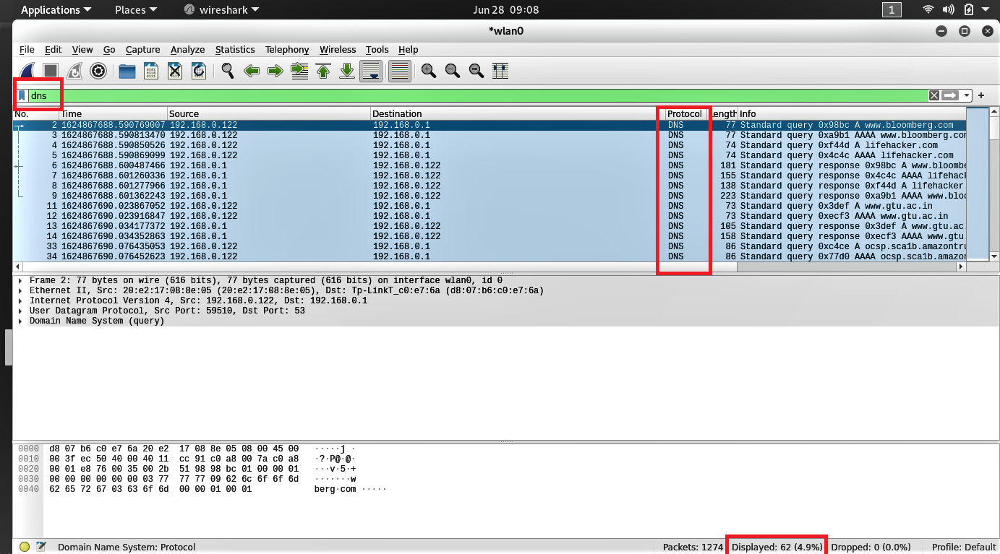 Applications Places wireshark Jun 28 09:08 1
*wlan0
File Edit View Go Capture Analyze Statistics Telephony Wireless Tools Help
dns +
No. Time Source Destination Protocol Length Info
2 1624867688.590769007 192.168.0.122 192.168.0.1 DNS 77 Standard query 0x98bc A www.bloomberg.com
3 1624867688.590813470 192.168.0.122 192.168.0.1 DNS 77 Standard query 0xa9b1 AAAA www.bloomberg.com
4 1624867688.590850526 192.168.0.122 192.168.0.1 DNS 74 Standard query 0xf44d A lifehacker.com
5 1624867688.590869099 192.168.0.122 192.168.0.1 DNS 74 Standard query 0x4c4c AAAA lifehacker.com
6 1624867688.600487466 192.168.0.1 192.168.0.122 DNS 181 Standard query response 0x98bc A www.bloombe
7 1624867688.601260336 192.168.0.1 192.168.0.122 DNS 155 Standard query response 0x4c4c AAAA lifehac
8 1624867688.601277966 192.168.0.1 192.168.0.122 DNS 138 Standard query response 0xf44d A lifehacker.
9 1624867688.601362243 192.168.0.1 192.168.0.122 DNS 223 Standard query response 0xa9b1 AAAA www.bloo
11 1624867690.023867052 192.168.0.122 192.168.0.1 DNS 73 Standard query 0x3def A www.gtu.ac.in
12 1624867690.023916847 192.168.0.122 192.168.0.1 DNS 73 Standard query 0xecf3 AAAA www.gtu.ac.in
13 1624867690.034177372 192.168.0.1 192.168.0.122 DNS 105 Standard query response 0x3def A www.gtu.ac.
14 1624867690.034352863 192.168.0.1 192.168.0.122 DNS 158 Standard query response 0xecf3 AAAA www.gtu.
33 1624867690.076435053 192.168.0.122 192.168.0.1 DNS 86 Standard query 0xc4ce A ocsp.sca1b.amazontru
34 1624867690.076452623 192.168.0.122 192.168.0.1 DNS 86 Standard query 0x77d0 AAAA ocsp.sca1b.amazon
Frame 2: 77 bytes on wire (616 bits), 77 bytes captured (616 bits) on interface wlan0, id 0
Ethernet II, Src: 20:e2:17:08:8e:05 (20:e2:17:08:8e:05), Dst: Tp-LinkT_c0:e7:6a (d8:07:b6:c0:e7:6a)
Internet Protocol Version 4, Src: 192.168.0.122, Dst: 192.168.0.1
User Datagram Protocol, Src Port: 59510, Dst Port: 53
Domain Name System (query)
0000 d8 07 b6 c0 e7 6a 20 e2 17 08 8e 05 08 00 45 00 ·····j ·
0010 00 3f ec 50 40 00 40 11 cc 91 c0 a8 00 7a c0 a8 ·?·P@·@·
0020 00 01 e8 76 00 35 00 2b 51 98 98 bc 01 00 00 01 ···v·5·+
0030 00 00 00 00 00 00 03 77 77 77 09 62 6c 6f 6f 6d ·······w
0040 62 65 72 67 03 63 6f 6d 00 00 01 00 01 berg·com ·····
Domain Name System: Protocol Packets: 1274 Displayed: 62 (4.9%) Dropped: 0 (0.0%) Profile: Default